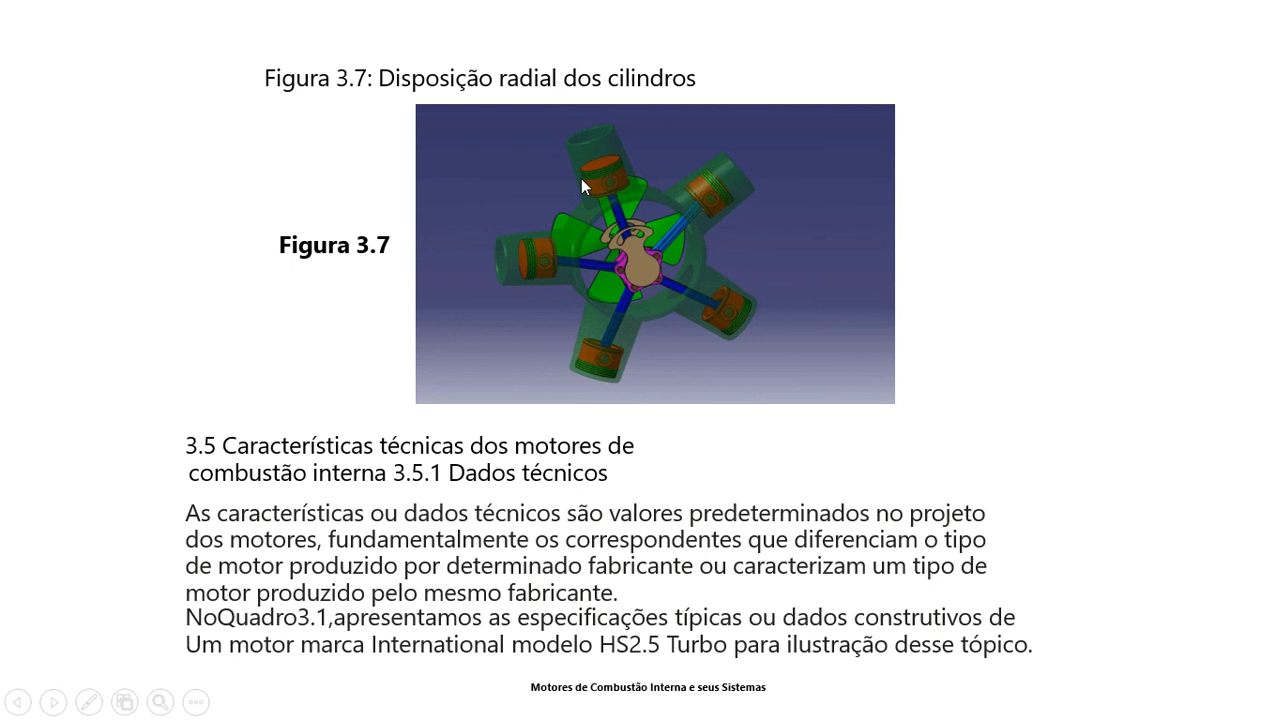 Figura 3.7: Disposição radial dos cilindros
Figura 3.7
3.5 Características técnicas dos motores de
combustão interna 3.5.1 Dados técnicos
As características ou dados técnicos são valores predeterminados no projeto
dos motores, fundamentalmente os correspondentes que diferenciam o tipo
de motor produzido por determinado fabricante ou caracterizam um tipo de
motor produzido pelo mesmo fabricante.
NoQuadro3.1,apresentamos as especificações típicas ou dados construtivos de
Um motor marca International modelo HS2.5 Turbo para ilustração desse tópico.
Motores de Combustão Interna e seus Sistemas